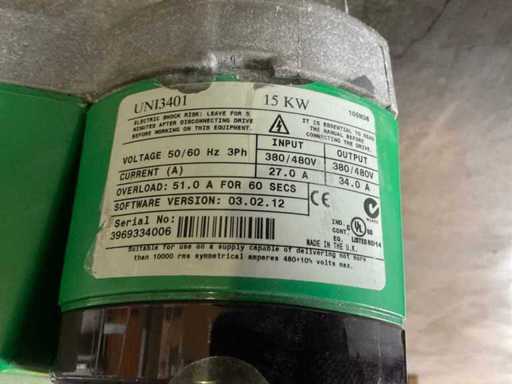 UNI3401 15 KW
ELECTRIC SHOCK RISK: LEAVE FOR 5
MINUTES AFTER DISCONNECTING DRIVE
BEFORE WORKING ON THIS EQUIPMENT.
IT IS ESSENTIAL TO READ
THE MANUAL BEFORE
CONNECTING THE DRIVE.
INPUT OUTPUT
VOLTAGE 50/60 Hz 3Ph 380/480V 380/480V
CURRENT (A) 27.0 A 34.0 A
OVERLOAD: 51.0 A FOR 60 SECS
SOFTWARE VERSION: 03.02.12
CE
Serial No:
3969334006
IND.
CONT.
EQ.
C UL US
LISTED 8D14
MADE IN THE U.K.
Suitable for use on a supply capable of delivering not more
than 10000 rms symmetrical amperes 480+10% volts max.